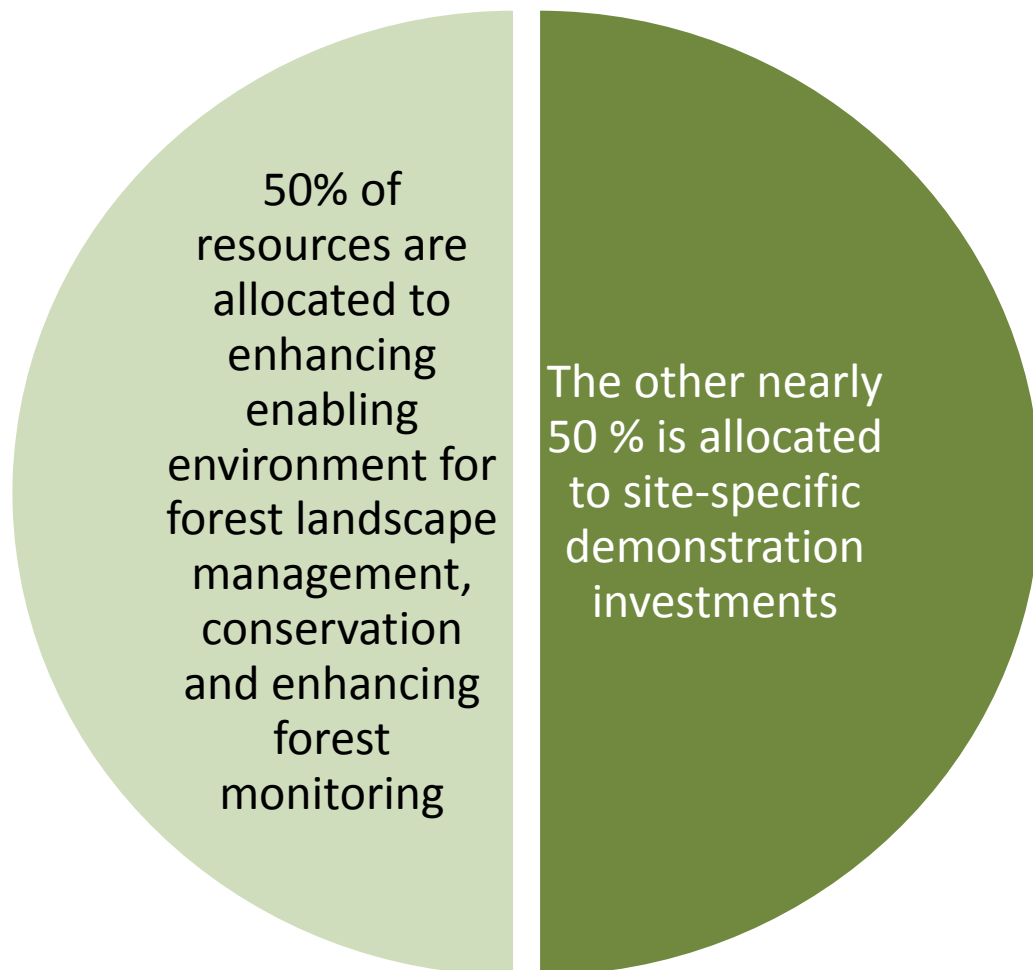 50% of
resources are
allocated to
enhancing
enabling
environment for
forest landscape
management,
conservation
and enhancing
forest
monitoring
The other nearly
50 % is allocated
to site-specific
demonstration
investments